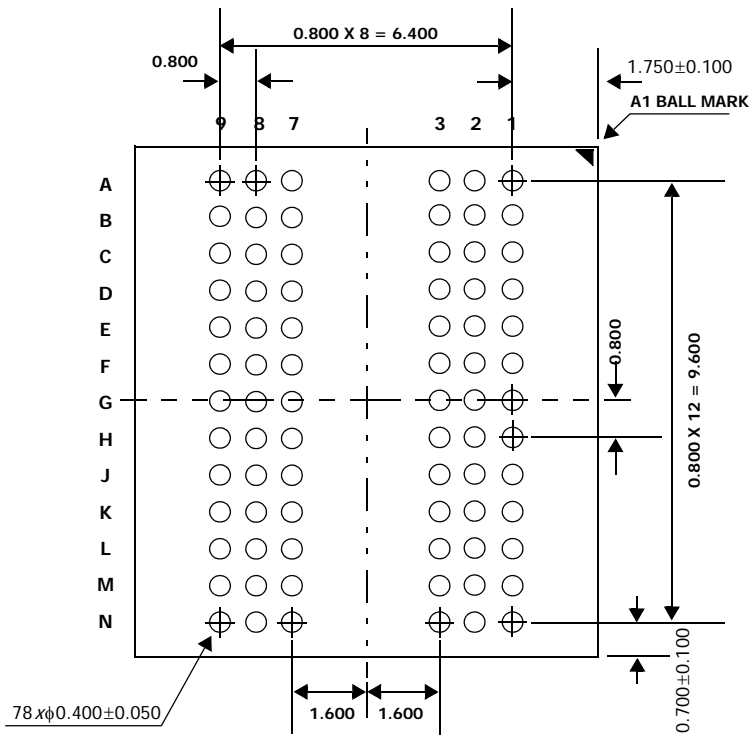 0.800 X 8 = 6.400
0.800
1.750±0.100
A1 BALL MARK
9 8 7 3 2 1
A
B
C
D
E
F
G
H
J
K
L
M
N
0.800
0.800 X 12 = 9.600
0.700±0.100
1.600 1.600
78 xϕ0.400±0.050